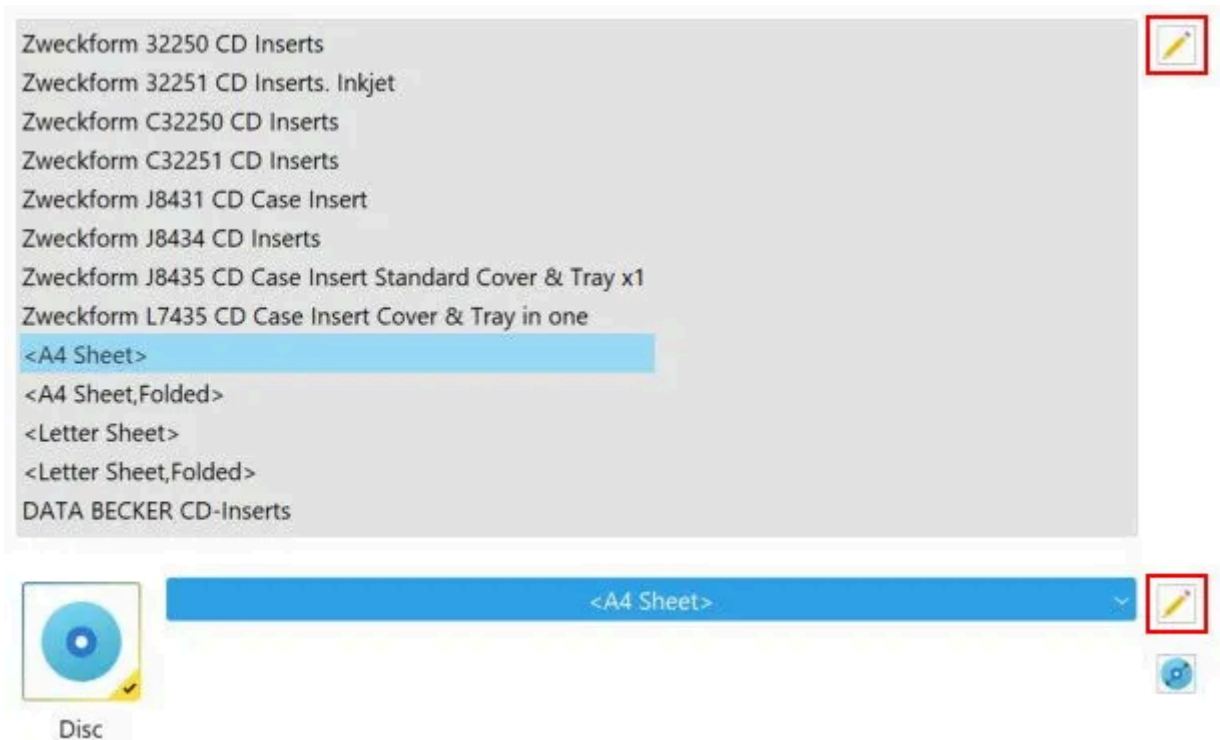 Zweckform 32250 CD Inserts
Zweckform 32251 CD Inserts. Inkjet
Zweckform C32250 CD Inserts
Zweckform C32251 CD Inserts
Zweckform J8431 CD Case Insert
Zweckform J8434 CD Inserts
Zweckform J8435 CD Case Insert Standard Cover & Tray x1
Zweckform L7435 CD Case Insert Cover & Tray in one
<A4 Sheet>
<A4 Sheet,Folded>
<Letter Sheet>
<Letter Sheet,Folded>
DATA BECKER CD-Inserts
<A4 Sheet>
Disc